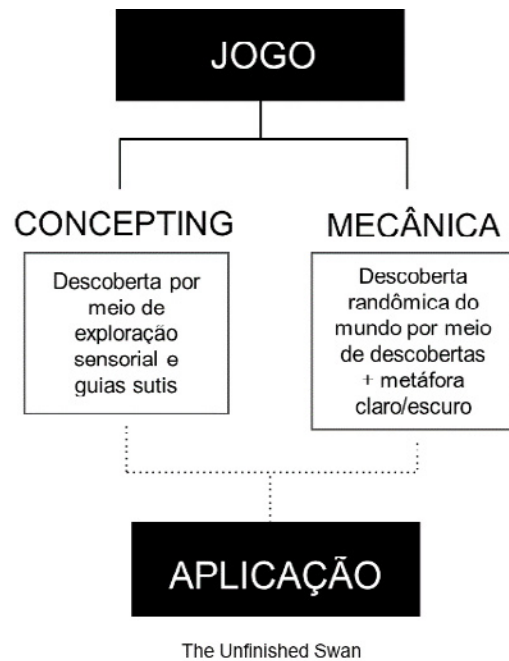 JOGO
CONCEPTING
Descoberta por
meio de
exploração
sensorial e
guias sutis
MECÂNICA
Descoberta
randômica do
mundo por meio
de descobertas
+ metáfora
claro/escuro
APLICAÇÃO
The Unfinished Swan